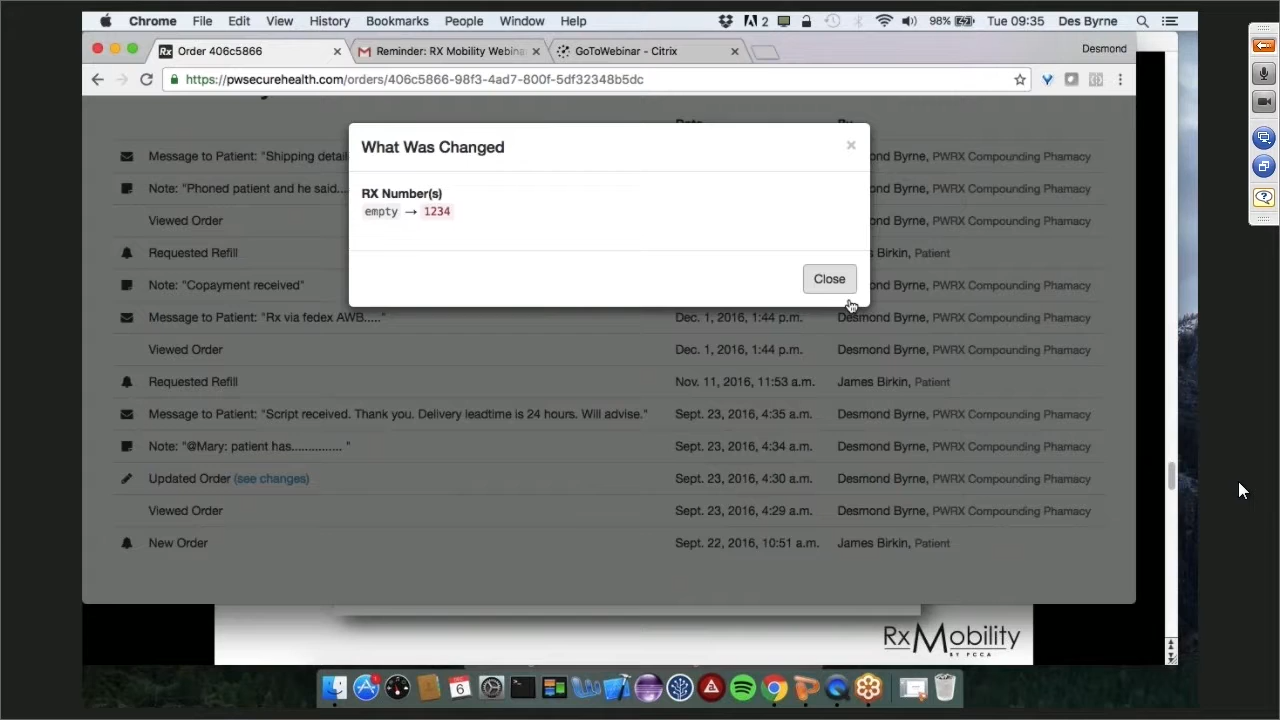 Chrome File Edit View History Bookmarks People Window Help 2 98% Tue 09:35 Des Byrne
Rx Order 406c5866 × Reminder: RX Mobility Webina × GoToWebinar - Citrix × Desmond
https://pwsecurehealth.com/orders/406c5866-98f3-4ad7-800f-5df32348b5dc
What Was Changed ×
RX Number(s)
empty → 1234
Close
Message to Patient: "Shipping detail mond Byrne, PWRX Compounding Phamacy
Note: "Phoned patient and he said.... mond Byrne, PWRX Compounding Phamacy
Viewed Order mond Byrne, PWRX Compounding Phamacy
Requested Refill s Birkin, Patient
Note: "Copayment received" mond Byrne, PWRX Compounding Phamacy
Message to Patient: "Rx via fedex AWB....." Dec. 1, 2016, 1:44 p.m. Desmond Byrne, PWRX Compounding Phamacy
Viewed Order Dec. 1, 2016, 1:44 p.m. Desmond Byrne, PWRX Compounding Phamacy
Requested Refill Nov. 11, 2016, 11:53 a.m. James Birkin, Patient
Message to Patient: "Script received. Thank you. Delivery leadtime is 24 hours. Will advise." Sept. 23, 2016, 4:35 a.m. Desmond Byrne, PWRX Compounding Phamacy
Note: "@Mary: patient has............... " Sept. 23, 2016, 4:34 a.m. Desmond Byrne, PWRX Compounding Phamacy
Updated Order (see changes) Sept. 23, 2016, 4:30 a.m. Desmond Byrne, PWRX Compounding Phamacy
Viewed Order Sept. 23, 2016, 4:29 a.m. Desmond Byrne, PWRX Compounding Phamacy
New Order Sept. 22, 2016, 10:51 a.m. James Birkin, Patient
RxMobility
BY PCCA
6